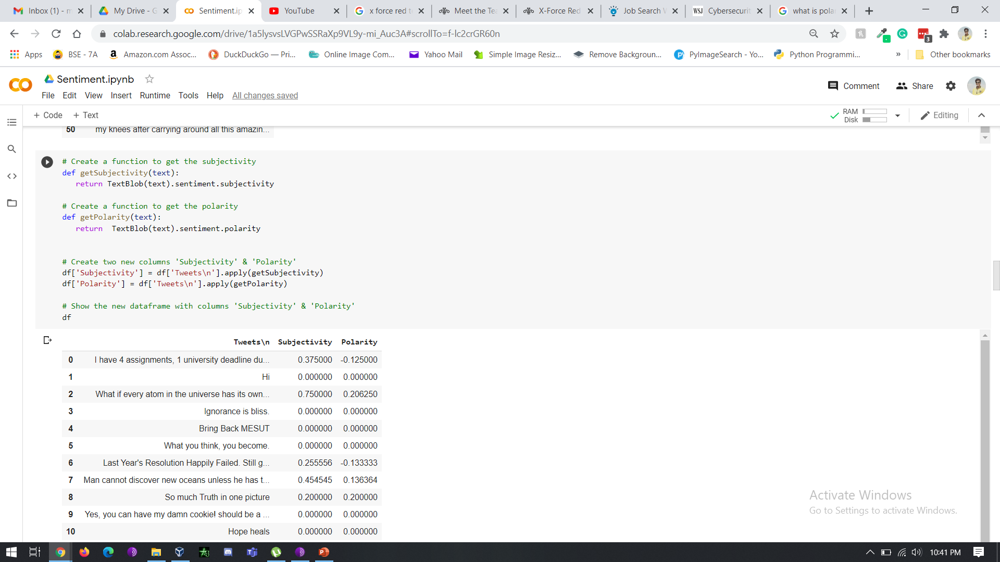 Inbox (1) - m
My Drive - G
Sentiment.ip
YouTube
x force red t
Meet the Tea
X-Force Red
Job Search
WSJ Cybersecurit
what is pola
colab.research.google.com/drive/1a5lysvsLVGPwSSRaXp9VL9y-mi_Auc3A#scrollTo=f-lc2crGR60n
3
Apps
BSE - 7A
Amazon.com Assoc...
DuckDuckGo — Pri...
Online Image Com...
Yahoo Mail
Simple Image Resiz...
Remove Backgroun...
PyImageSearch - Yo...
Python Programmi...
»
Other bookmarks
Sentiment.ipynb
Comment
Share
File Edit View Insert Runtime Tools Help All changes saved
+ Code + Text
RAM
Disk
Editing
50 my knees after carrying around all this amazin...
# Create a function to get the subjectivity
def getSubjectivity(text):
return TextBlob(text).sentiment.subjectivity
# Create a function to get the polarity
def getPolarity(text):
return  TextBlob(text).sentiment.polarity
# Create two new columns 'Subjectivity' & 'Polarity'
df['Subjectivity'] = df['Tweets\n'].apply(getSubjectivity)
df['Polarity'] = df['Tweets\n'].apply(getPolarity)
# Show the new dataframe with columns 'Subjectivity' & 'Polarity'
df
Tweets\n Subjectivity Polarity
0 I have 4 assignments, 1 university deadline du... 0.375000 -0.125000
1 Hi 0.000000 0.000000
2 What if every atom in the universe has its own... 0.750000 0.206250
3 Ignorance is bliss. 0.000000 0.000000
4 Bring Back MESUT 0.000000 0.000000
5 What you think, you become. 0.000000 0.000000
6 Last Year's Resolution Happily Failed. Still g... 0.255556 -0.133333
7 Man cannot discover new oceans unless he has t... 0.454545 0.136364
8 So much Truth in one picture 0.200000 0.200000
9 Yes, you can have my damn cookie! should be a ... 0.000000 0.000000
10 Hope heals 0.000000 0.000000
Activate Windows
Go to Settings to activate Windows.
10:41 PM